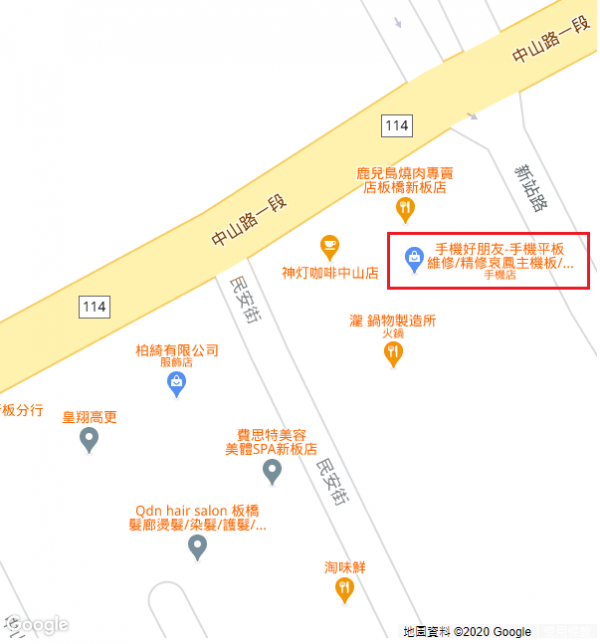 中山路一段
114
新站路
鹿兒鳥燒肉專賣
店板橋新板店
中山路一段
神灯咖啡中山店
手機好朋友-手機平板
維修/精修哀鳳主機板/...
手機店
民安街
114
瀧 鍋物製造所
火鍋
柏綺有限公司
服飾店
板分行
皇翔高更
費思特美容
美體SPA新板店
民安街
Qdn hair salon 板橋
髮廊燙髮/染髮/護髮/...
淘味鮮
Google
地圖資料 ©2020 Google